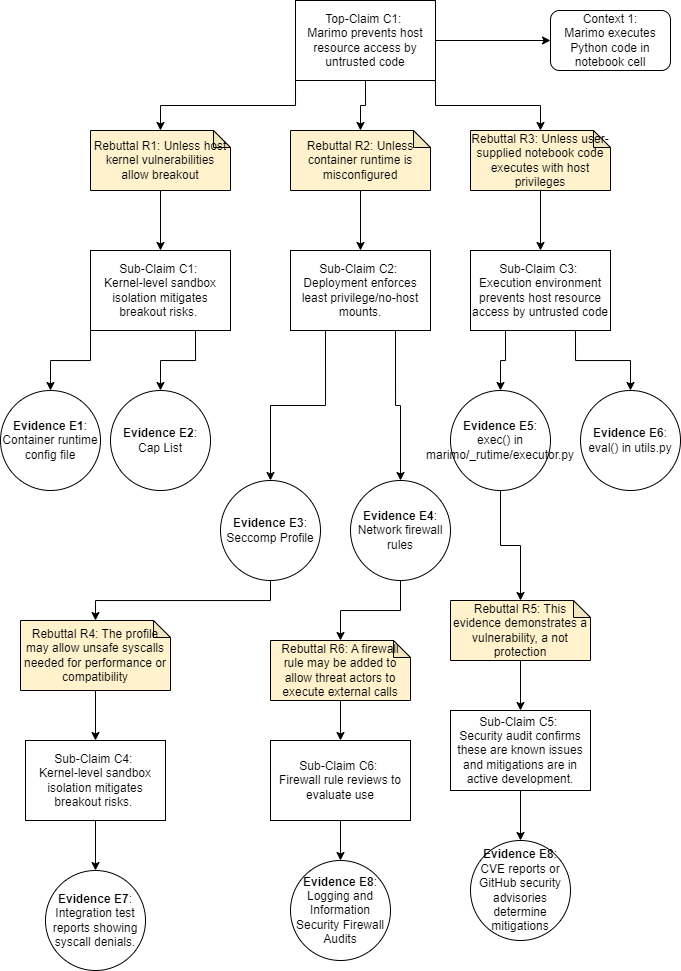 Top-Claim C1:
Marimo prevents host
resource access by
untrusted code
Context 1:
Marimo executes
Python code in
notebook cell
Rebuttal R1: Unless host
kernel vulnerabilities
allow breakout
Rebuttal R2: Unless
container runtime is
misconfigured
Rebuttal R3: Unless user-
supplied notebook code
executes with host
privileges
Sub-Claim C1:
Kernel-level sandbox
isolation mitigates
breakout risks.
Sub-Claim C2:
Deployment enforces
least privilege/no-host
mounts.
Sub-Claim C3:
Execution environment
prevents host resource
access by untrusted code
Evidence E1:
Container runtime
config file
Evidence E2:
Cap List
Evidence E5:
exec() in
marimo/_rutime/executor.py
Evidence E6:
eval() in utils.py
Evidence E3:
Seccomp Profile
Evidence E4:
Network firewall
rules
Rebuttal R4: The profile
may allow unsafe syscalls
needed for performance or
compatibility
Rebuttal R6: A firewall
rule may be added to
allow threat actors to
execute external calls
Rebuttal R5: This
evidence demonstrates a
vulnerability, a not
protection
Sub-Claim C4:
Kernel-level sandbox
isolation mitigates
breakout risks.
Sub-Claim C6:
Firewall rule reviews to
evaluate use
Sub-Claim C5:
Security audit confirms
these are known issues
and mitigations are in
active development.
Evidence E7:
Integration test
reports showing
syscall denials.
Evidence E8:
Logging and
Information
Security Firewall
Audits
Evidence E8:
CVE reports or
GitHub security
advisories
determine
mitigations